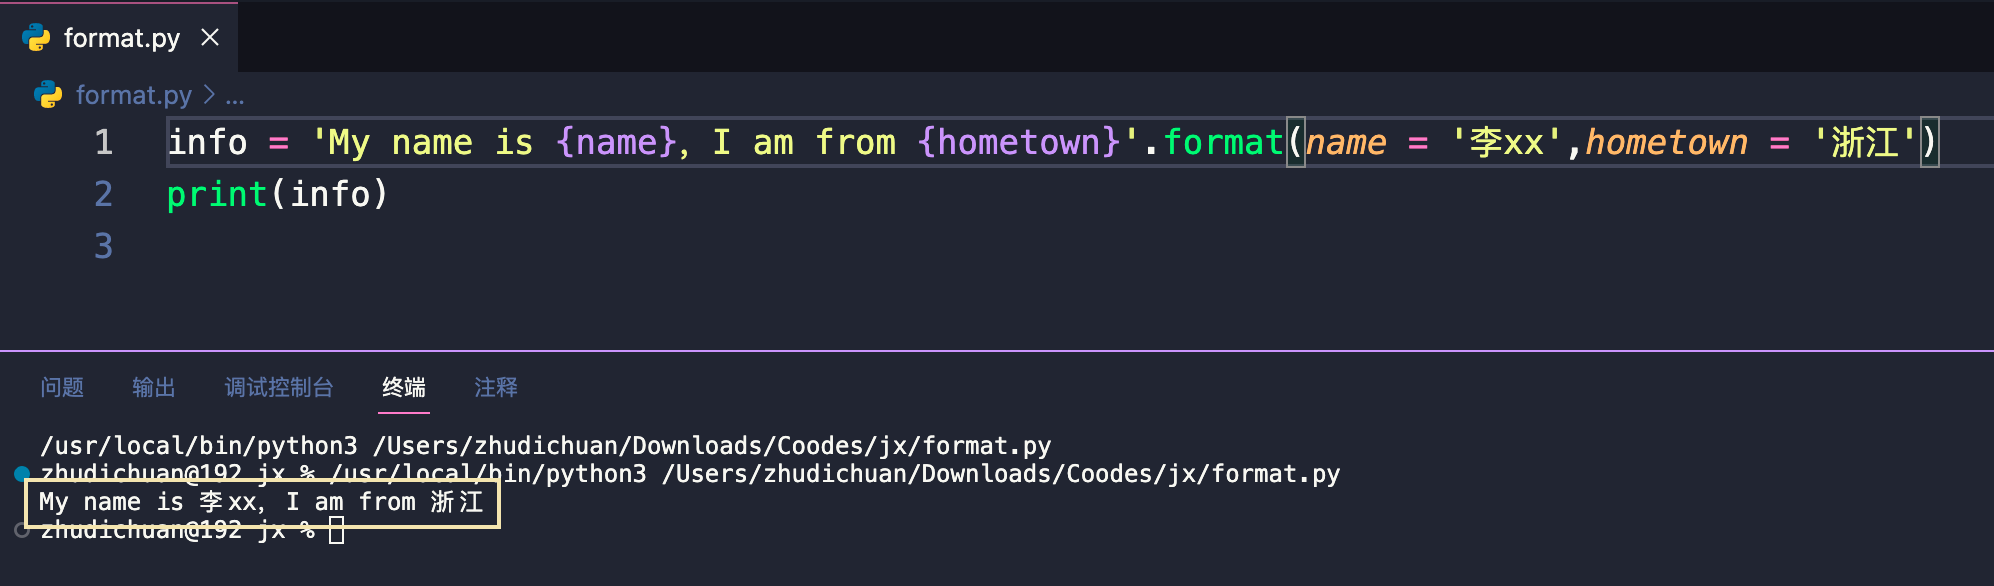 format.py
format.py > ...
1 info = 'My name is {name}, I am from {hometown}'.format(name = '李xx',hometown = '浙江')
2 print(info)
3
问题 输出 调试控制台 终端 注释
/usr/local/bin/python3 /Users/zhudichuan/Downloads/Coodes/jx/format.py
zhudichuan@192 jx % /usr/local/bin/python3 /Users/zhudichuan/Downloads/Coodes/jx/format.py
My name is 李xx, I am from 浙江
zhudichuan@192 jx %